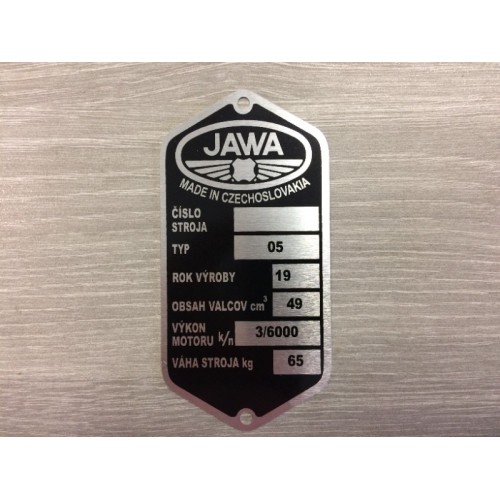 JAWA
MADE IN CZECHOSLOVAKIA
ČÍSLO
STROJA
TYP 05
ROK VÝROBY 19
OBSAH VALCOV cm³ 49
VÝKON
MOTORU k/n 3/6000
VÁHA STROJA kg 65